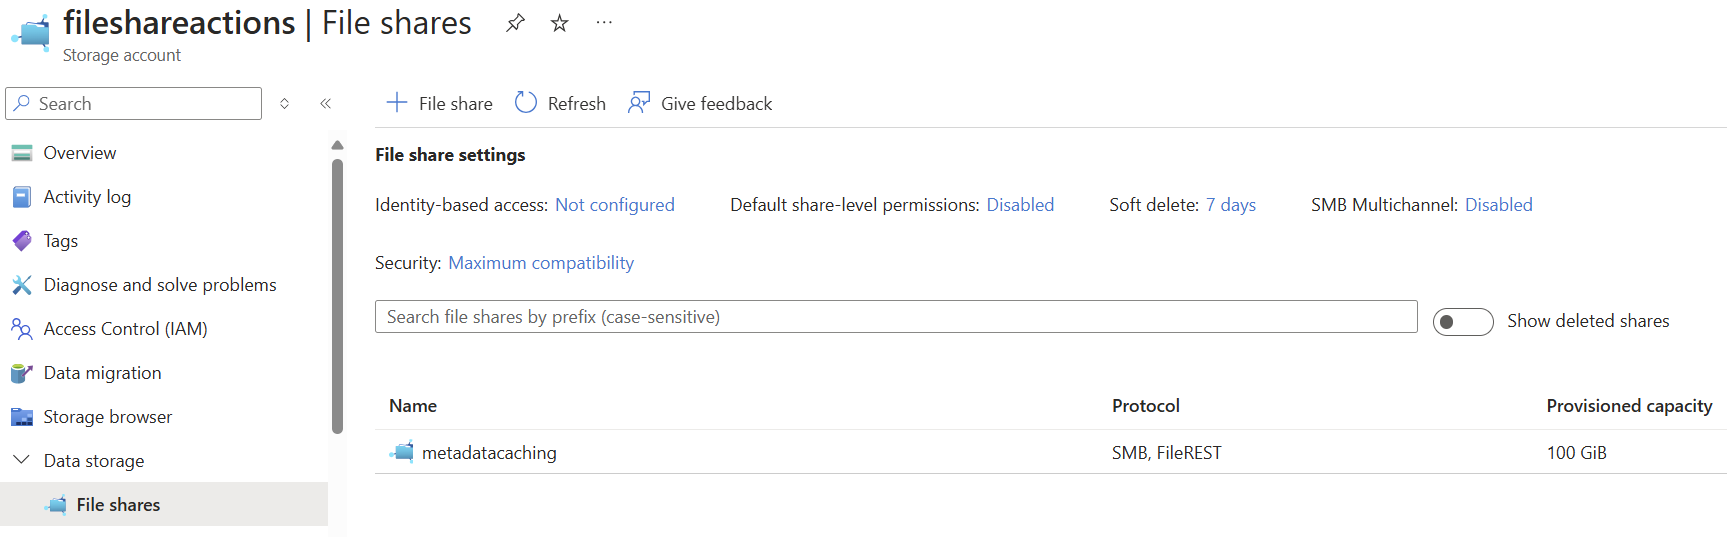 fileshareactions | File shares
Storage account
Search
Overview
Activity log
Tags
Diagnose and solve problems
Access Control (IAM)
Data migration
Storage browser
Data storage
File shares
File share Refresh Give feedback
File share settings
Identity-based access: Not configured Default share-level permissions: Disabled Soft delete: 7 days SMB Multichannel: Disabled
Security: Maximum compatibility
Search file shares by prefix (case-sensitive) Show deleted shares
Name Protocol Provisioned capacity
metadatacaching SMB, FileREST 100 GiB